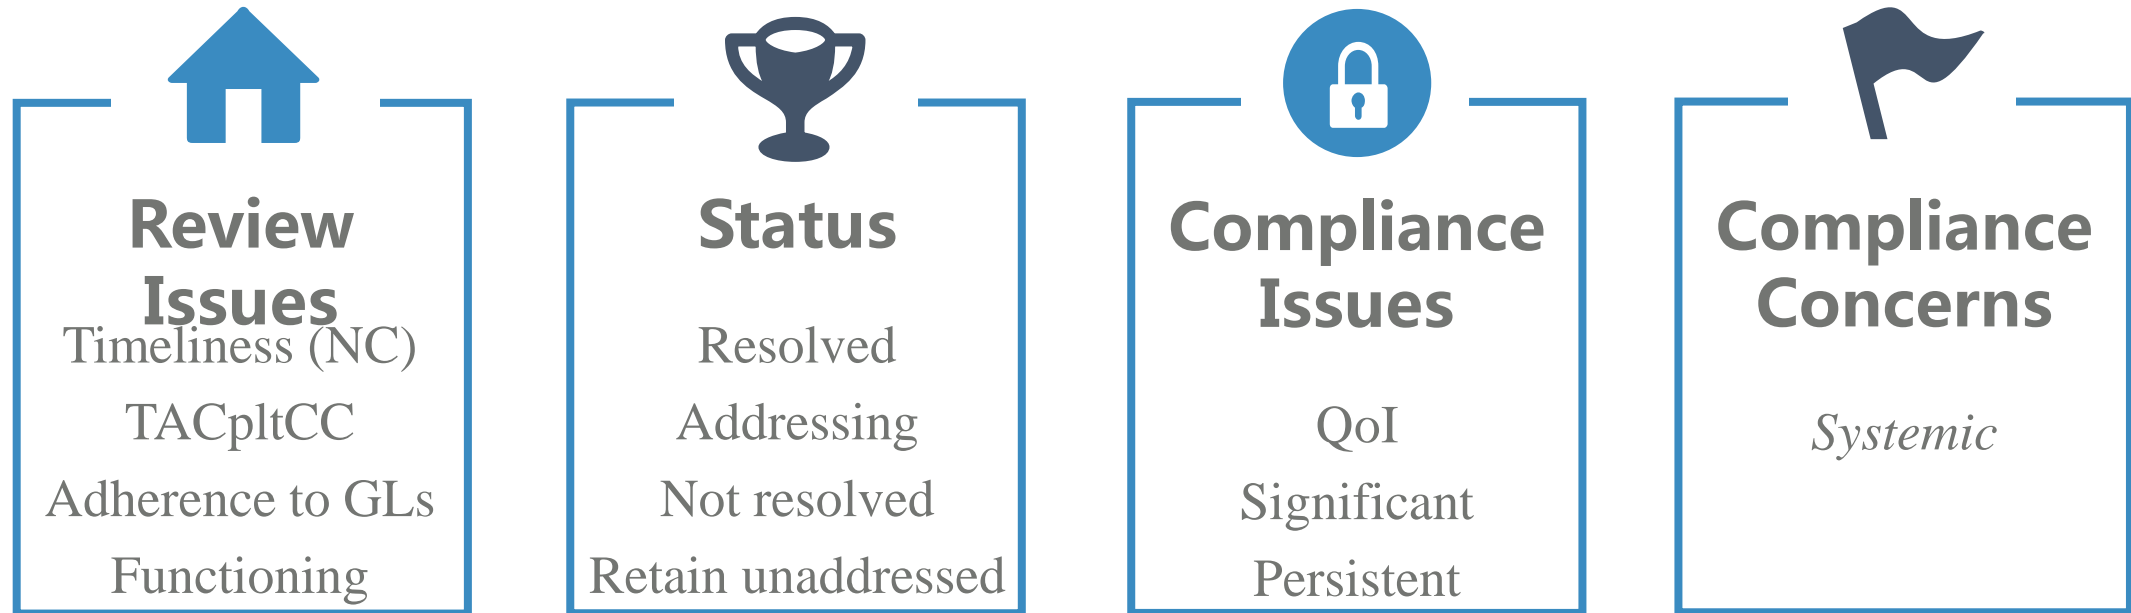 Review
Issues
Timeliness (NC)
TACpltCC
Adherence to GLs
Functioning
Status
Resolved
Addressing
Not resolved
Retain unaddressed
Compliance
Issues
QoI
Significant
Persistent
Compliance
Concerns
Systemic